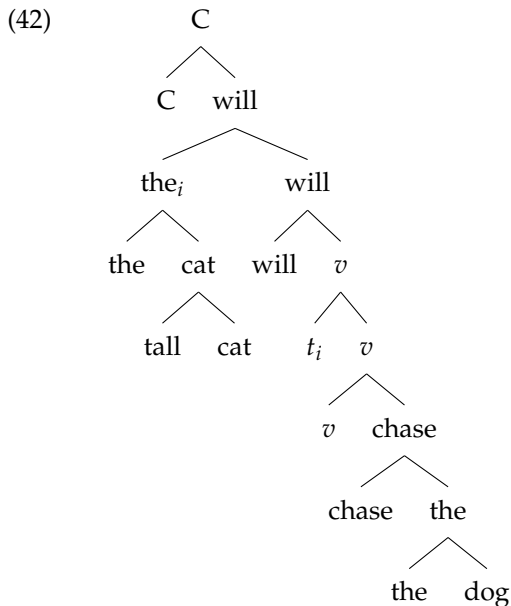 (42) C
C will
the_i will
the cat will v
tall cat t_i v
v chase
chase the
the dog